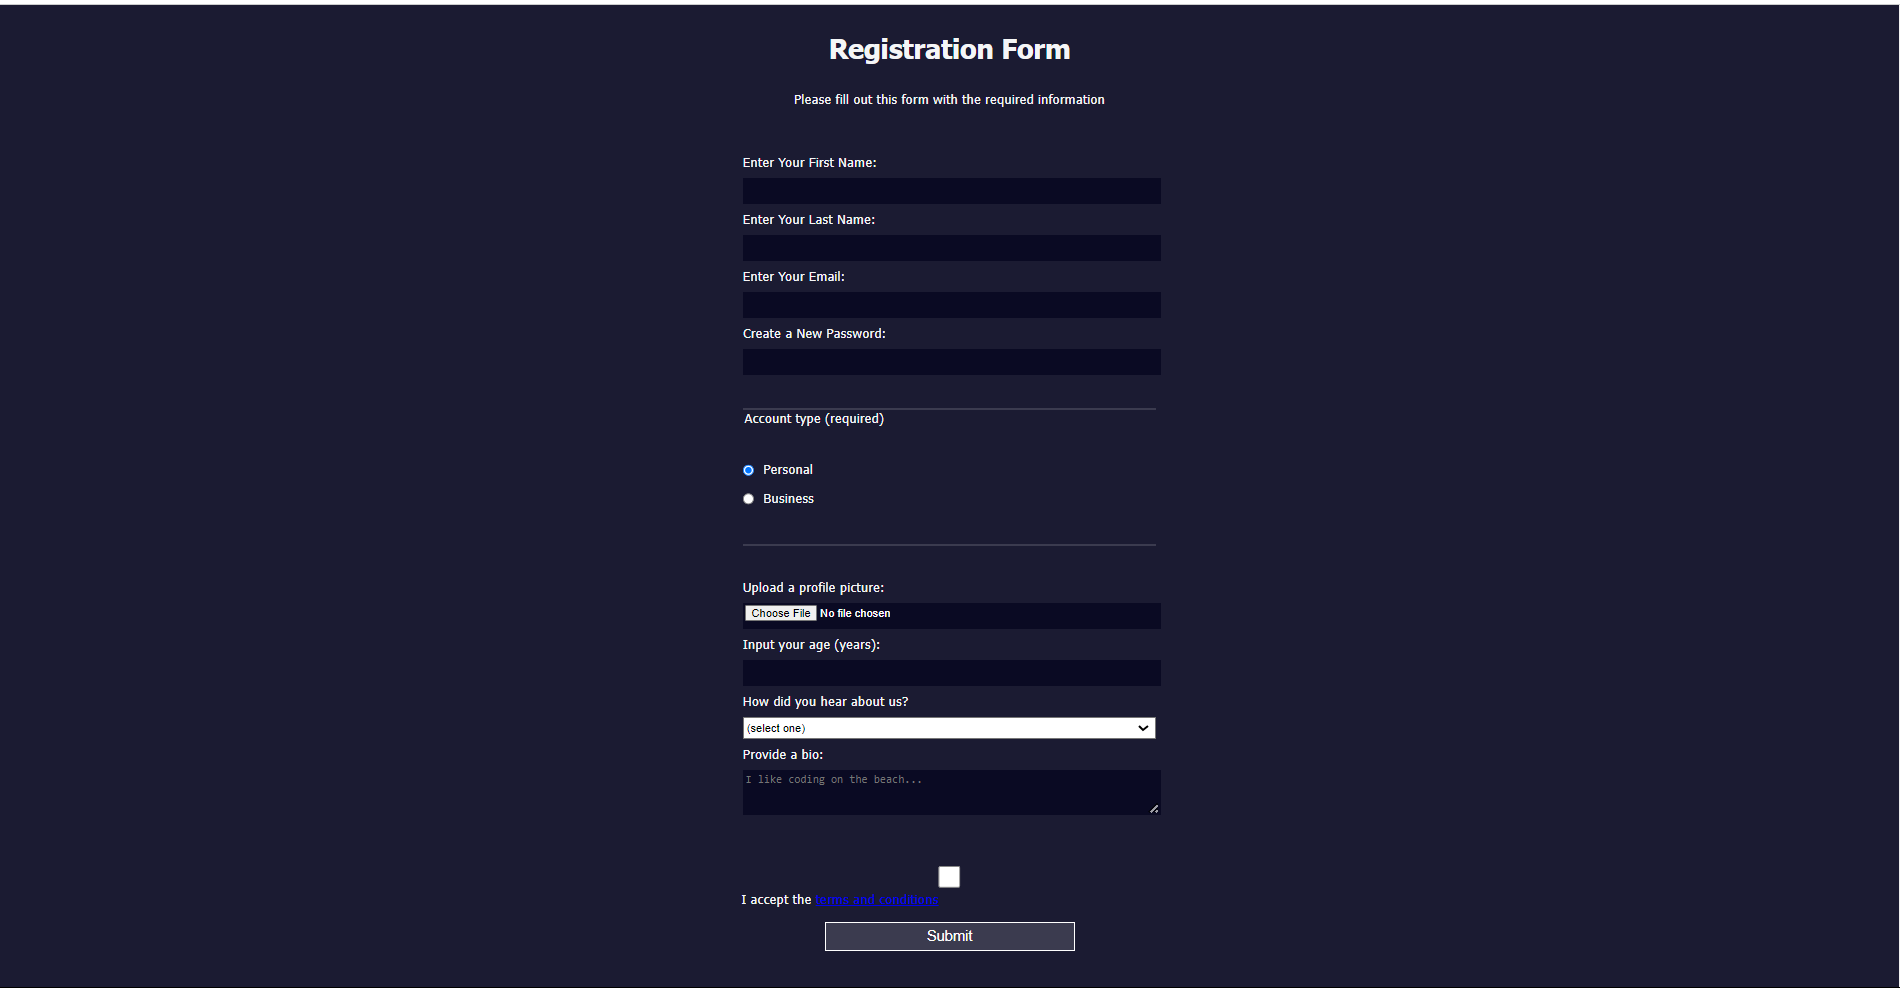 Registration Form
Please fill out this form with the required information
Enter Your First Name:
Enter Your Last Name:
Enter Your Email:
Create a New Password:
Account type (required)
Personal
Business
Upload a profile picture:
Choose File No file chosen
Input your age (years):
How did you hear about us?
(select one)
Provide a bio:
I like coding on the beach...
I accept the terms and conditions
Submit